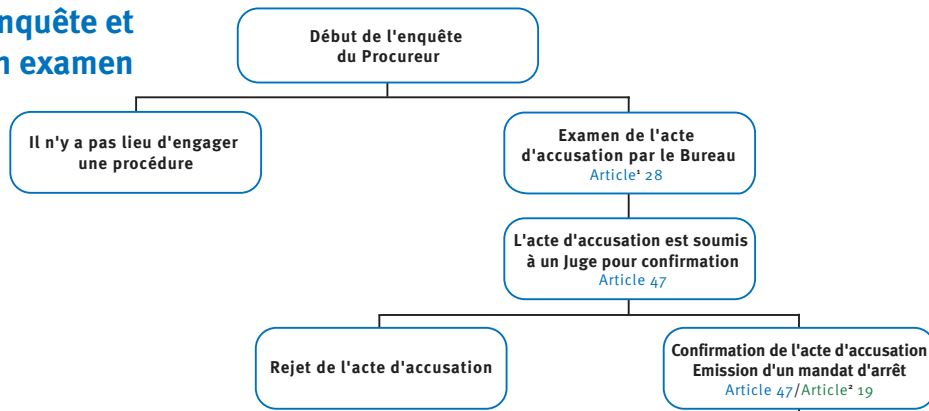 nquête et
n examen
Début de l'enquête
du Procureur
Il n'y a pas lieu d'engager
une procédure
Examen de l'acte
d'accusation par le Bureau
Article¹ 28
L'acte d'accusation est soumis
à un Juge pour confirmation
Article 47
Rejet de l'acte d'accusation
Confirmation de l'acte d'accusation
Emission d'un mandat d'arrêt
Article 47/Article² 19